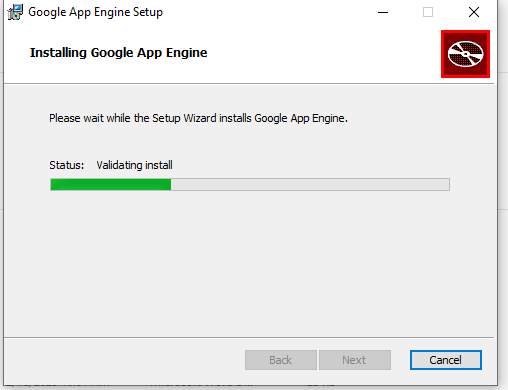 Google App Engine Setup
Installing Google App Engine
Please wait while the Setup Wizard installs Google App Engine.
Status: Validating install
Back Next Cancel